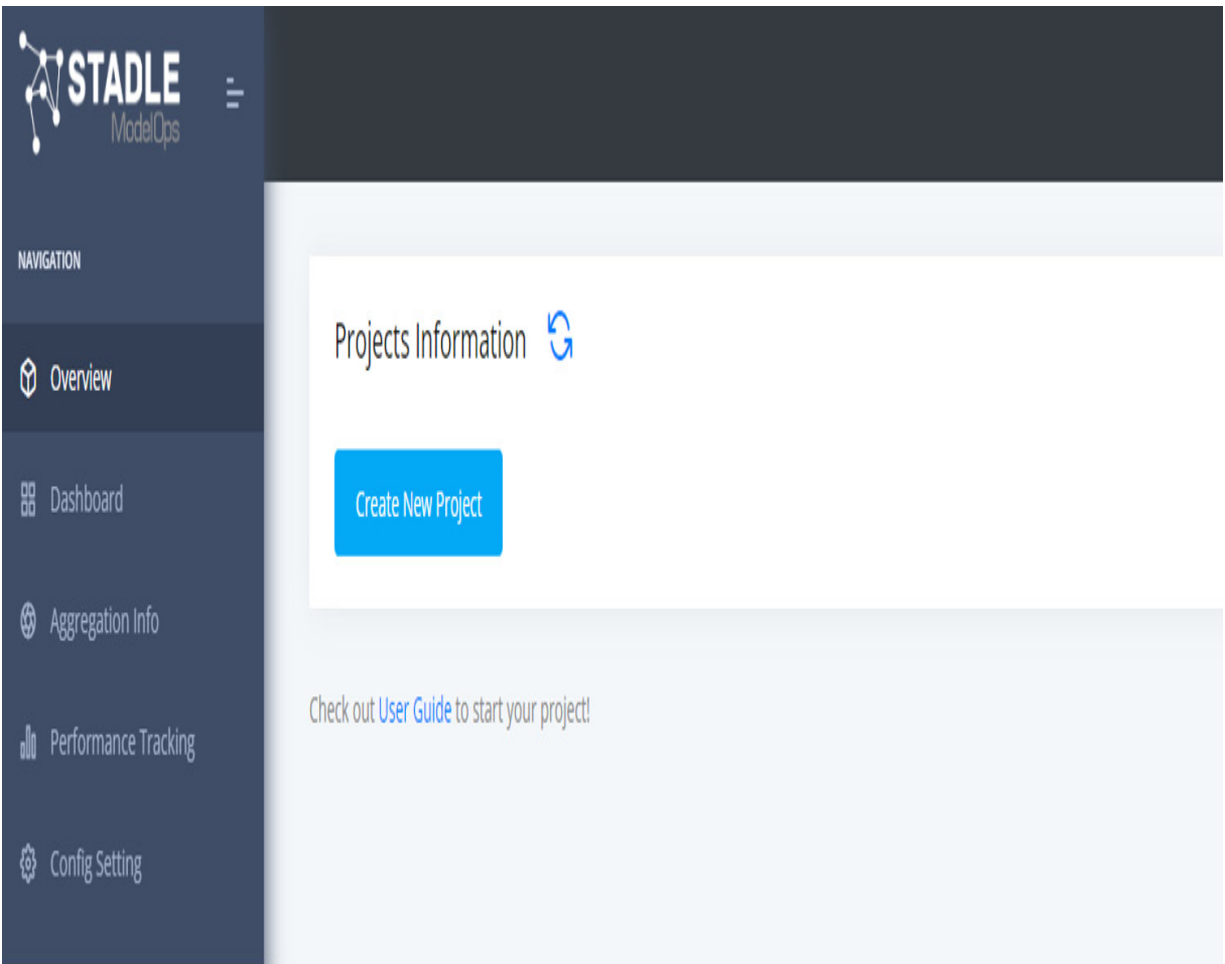 STADLE
ModelOps
NAVIGATION
Overview
Dashboard
Aggregation Info
Performance Tracking
Config Setting
Projects Information
Create New Project
Check out User Guide to start your project!